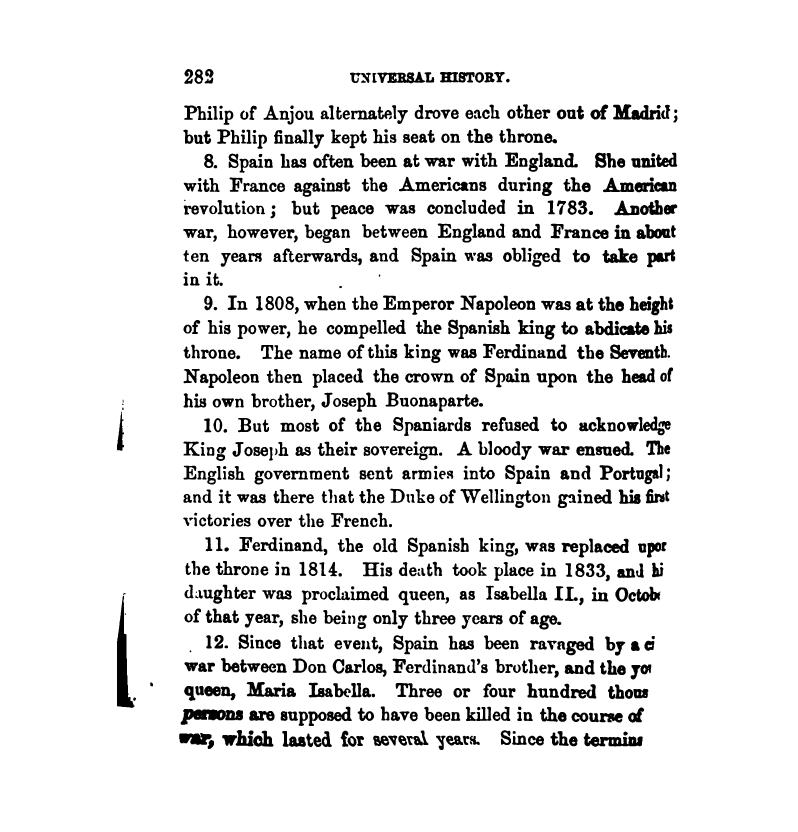 282 UNIVERSAL HISTORY.
Philip of Anjou alternately drove each other out of Madrid;
but Philip finally kept his seat on the throne.
8. Spain has often been at war with England. She united
with France against the Americans during the American
revolution; but peace was concluded in 1783. Another
war, however, began between England and France in about
ten years afterwards, and Spain was obliged to take part
in it.
9. In 1808, when the Emperor Napoleon was at the height
of his power, he compelled the Spanish king to abdicate his
throne. The name of this king was Ferdinand the Seventh.
Napoleon then placed the crown of Spain upon the head of
his own brother, Joseph Buonaparte.
10. But most of the Spaniards refused to acknowledge
King Joseph as their sovereign. A bloody war ensued. The
English government sent armies into Spain and Portugal;
and it was there that the Duke of Wellington gained his first
victories over the French.
11. Ferdinand, the old Spanish king, was replaced upon
the throne in 1814. His death took place in 1833, and hi
daughter was proclaimed queen, as Isabella II., in Octob
of that year, she being only three years of age.
12. Since that event, Spain has been ravaged by a ci
war between Don Carlos, Ferdinand's brother, and the yo
queen, Maria Isabella. Three or four hundred thous
persons are supposed to have been killed in the course of
war, which lasted for several years. Since the termina